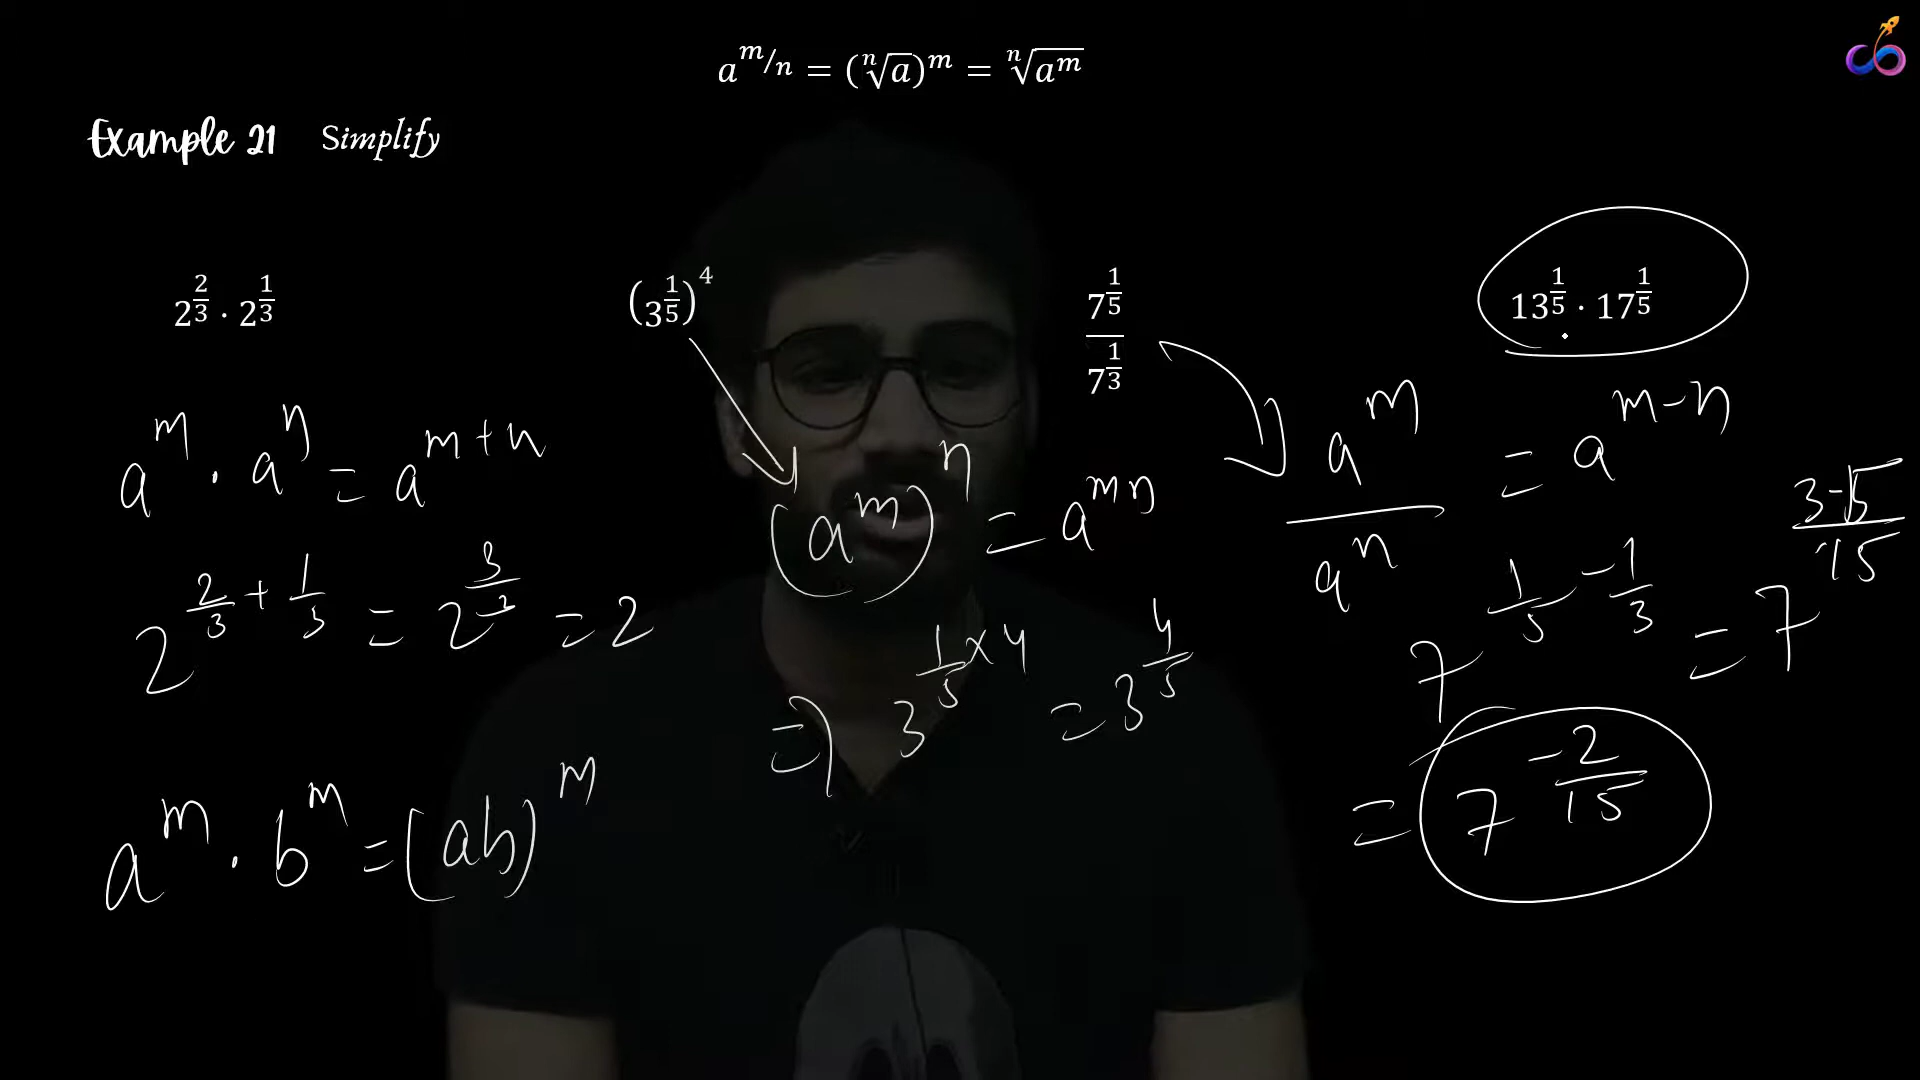 a^{m/n} = (ⁿ√a)^m = ⁿ√(a^m)
Example 21 Simplify
2^{2/3} · 2^{1/3}
(3^{1/5})^4
7^{1/5} / 7^{1/3}
13^{1/5} · 17^{1/5}
a^m · a^n = a^{m+n}
2^{2/3 + 1/3} = 2^{3/3} = 2
a^m · b^m = (ab)^m
(a^m)^n = a^{mn}
⇒ 3^{1/5 × 4} = 3^{4/5}
a^m / a^n = a^{m-n}
7^{1/5 - 1/3} = 7^{(3-5)/15}
= 7^{-2/15}